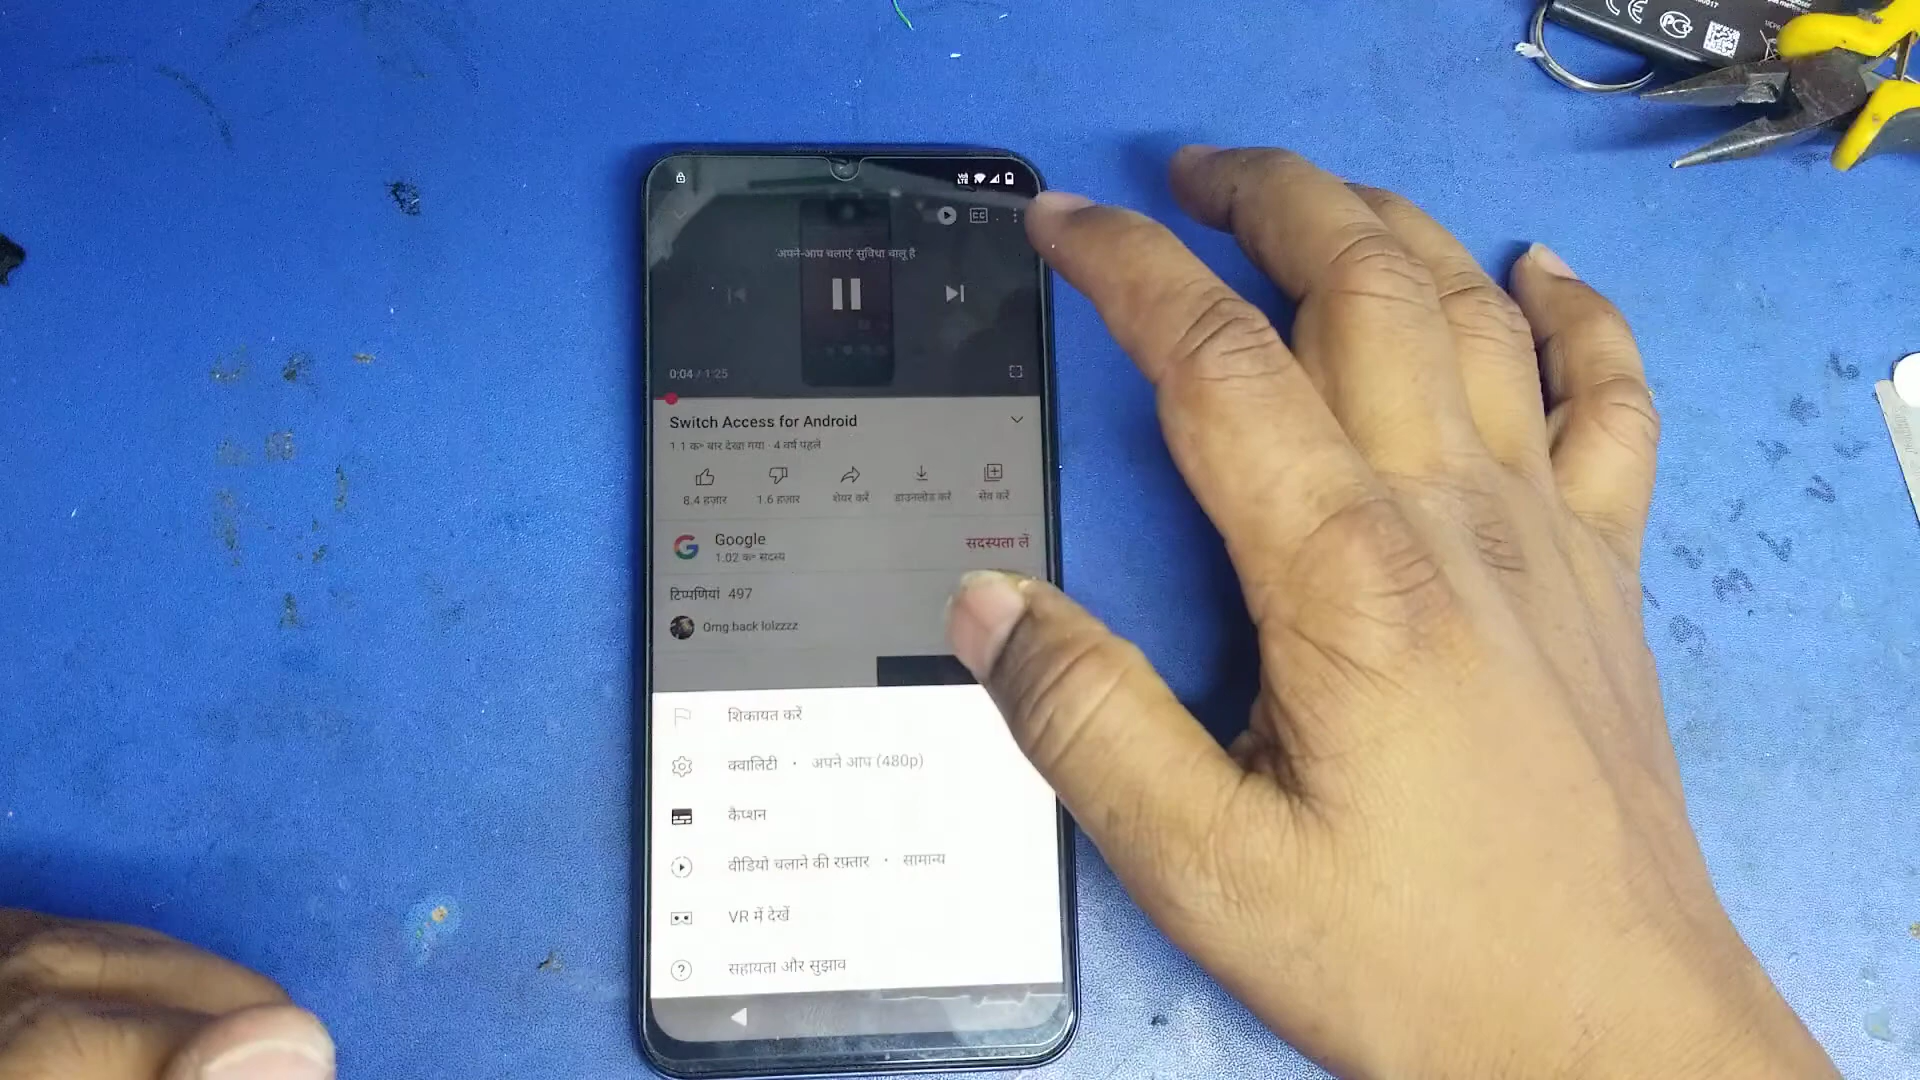 CE
'अपने-आप चलाएं' सुविधा चालू है
0:04 / 1:25
Switch Access for Android
1.1 क॰ बार देखा गया · 4 वर्ष पहले
8.4 हज़ार
1.6 हज़ार
शेयर करें
डाउनलोड करें
सेव करें
Google
1.02 क॰ सदस्य
सदस्यता लें
टिप्पणियां 497
Omg back lolzzzz
शिकायत करें
क्वालिटी · अपने आप (480p)
कैप्शन
वीडियो चलाने की रफ़्तार · सामान्य
VR में देखें
सहायता और सुझाव